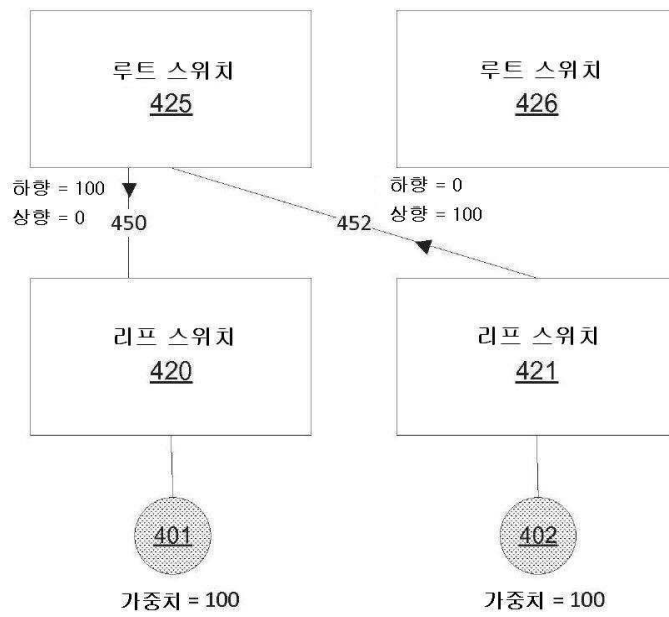 루트 스위치
425
루트 스위치
426
하향 = 100
상향 = 0
450
452
하향 = 0
상향 = 100
리프 스위치
420
리프 스위치
421
401
402
가중치 = 100
가중치 = 100